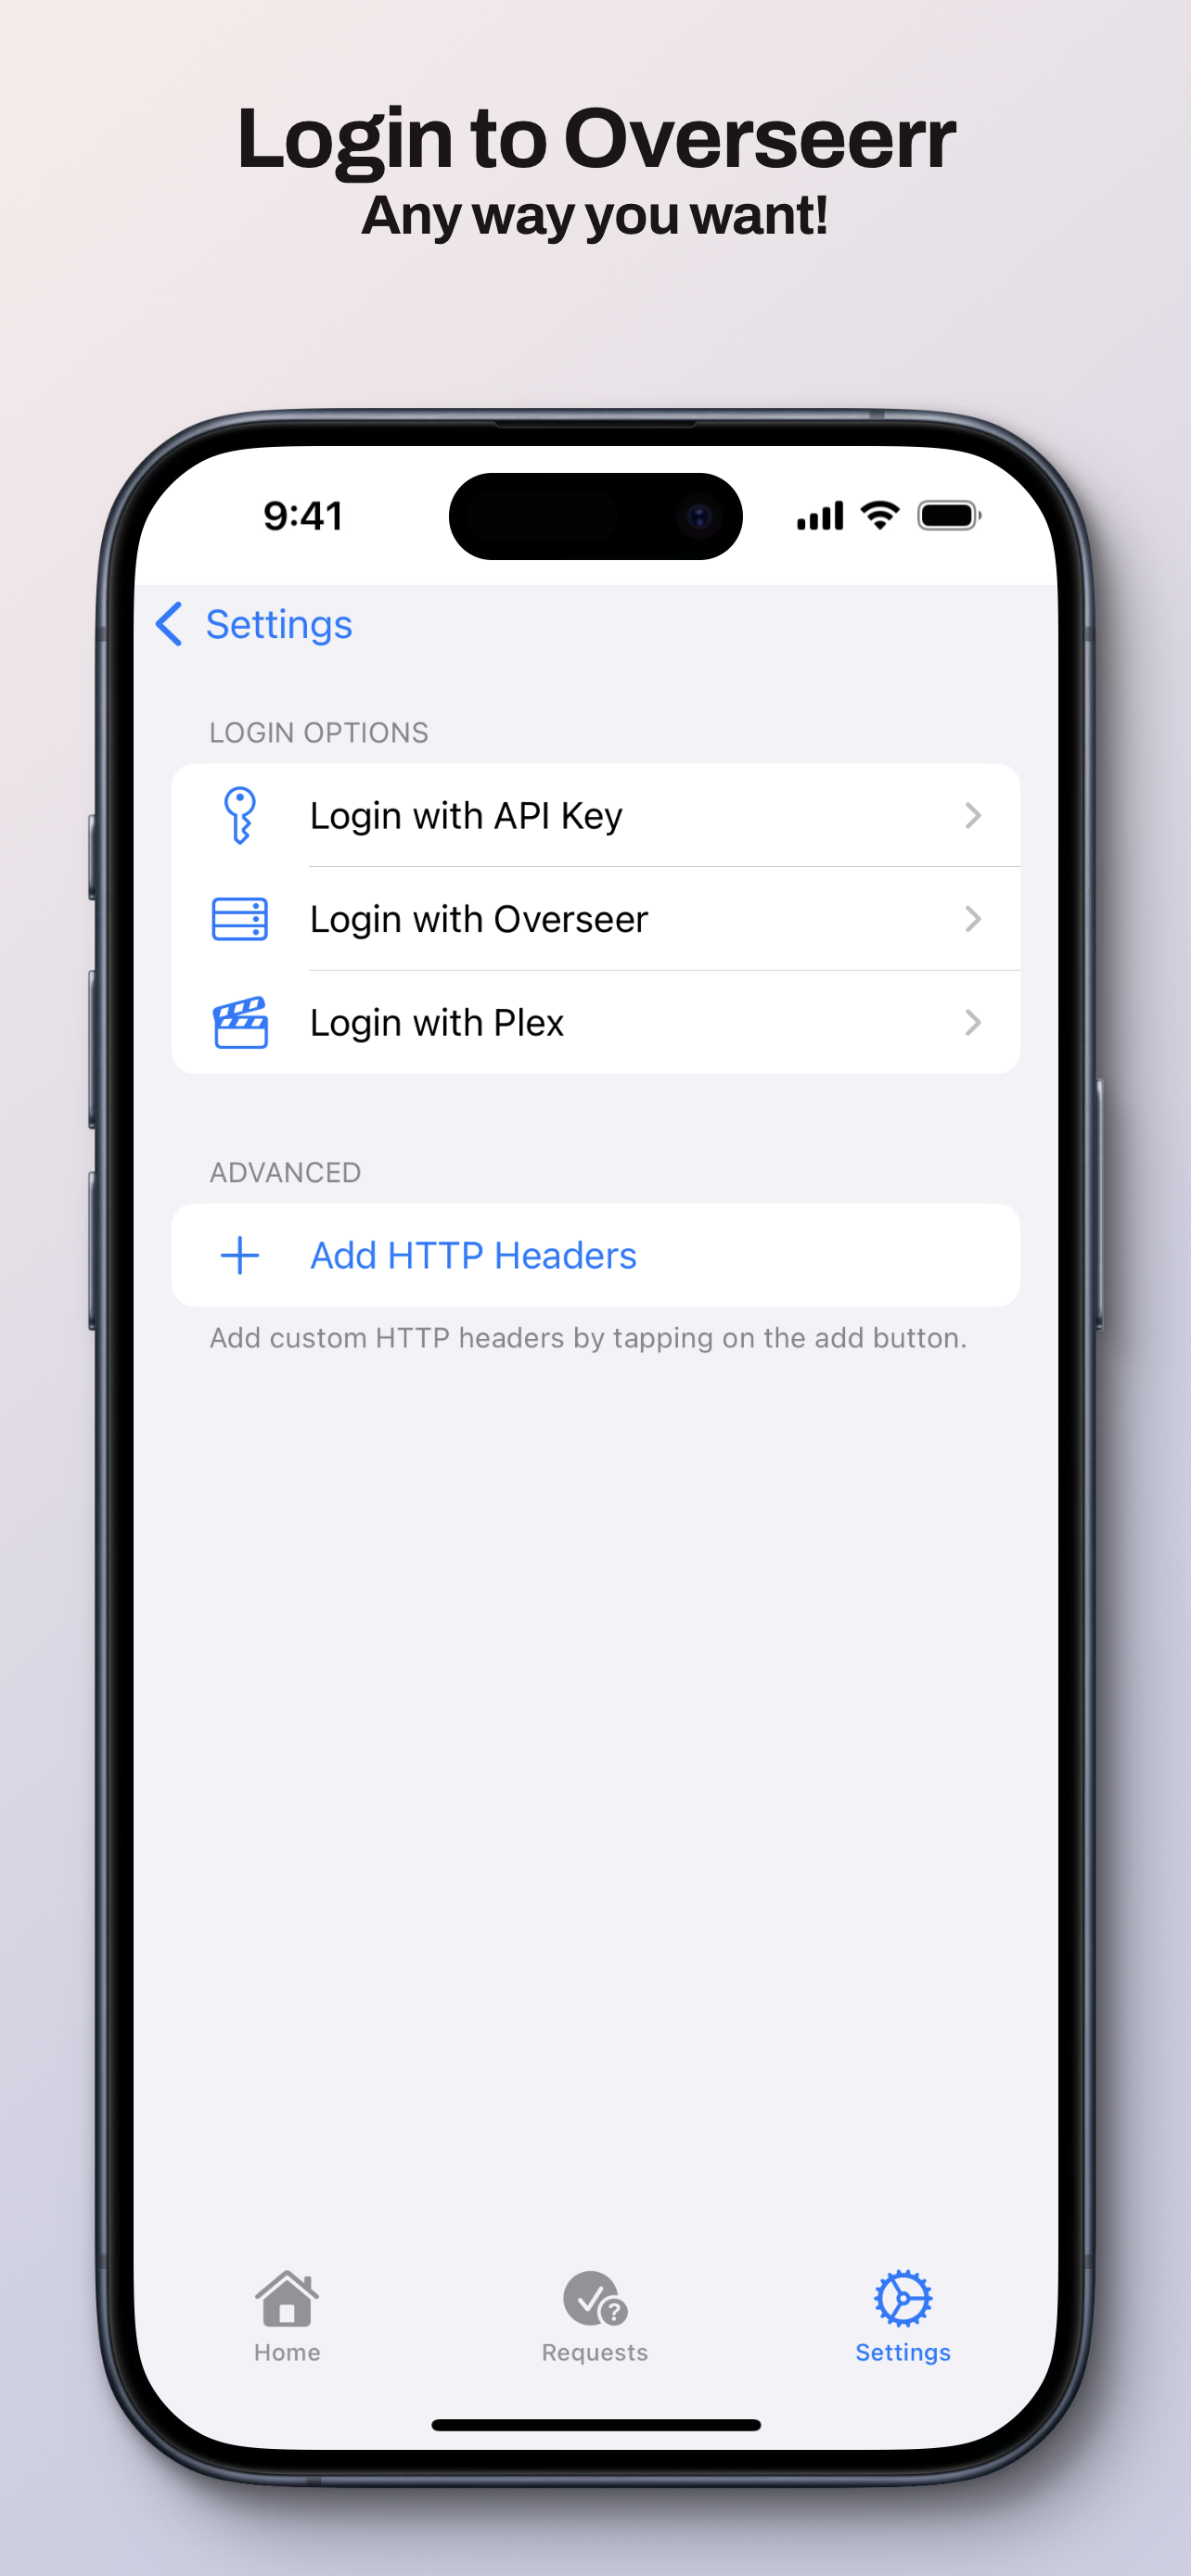 Login to Overseerr
Any way you want!
9:41
Settings
LOGIN OPTIONS
Login with API Key
Login with Overseer
Login with Plex
ADVANCED
Add HTTP Headers
Add custom HTTP headers by tapping on the add button.
?
Home
Requests
Settings